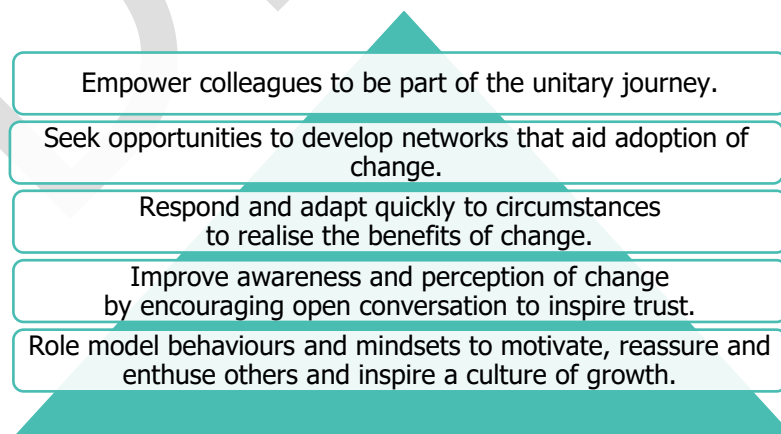 Empower colleagues to be part of the unitary journey.
Seek opportunities to develop networks that aid adoption of
change.
Respond and adapt quickly to circumstances
to realise the benefits of change.
Improve awareness and perception of change
by encouraging open conversation to inspire trust.
Role model behaviours and mindsets to motivate, reassure and
enthuse others and inspire a culture of growth.